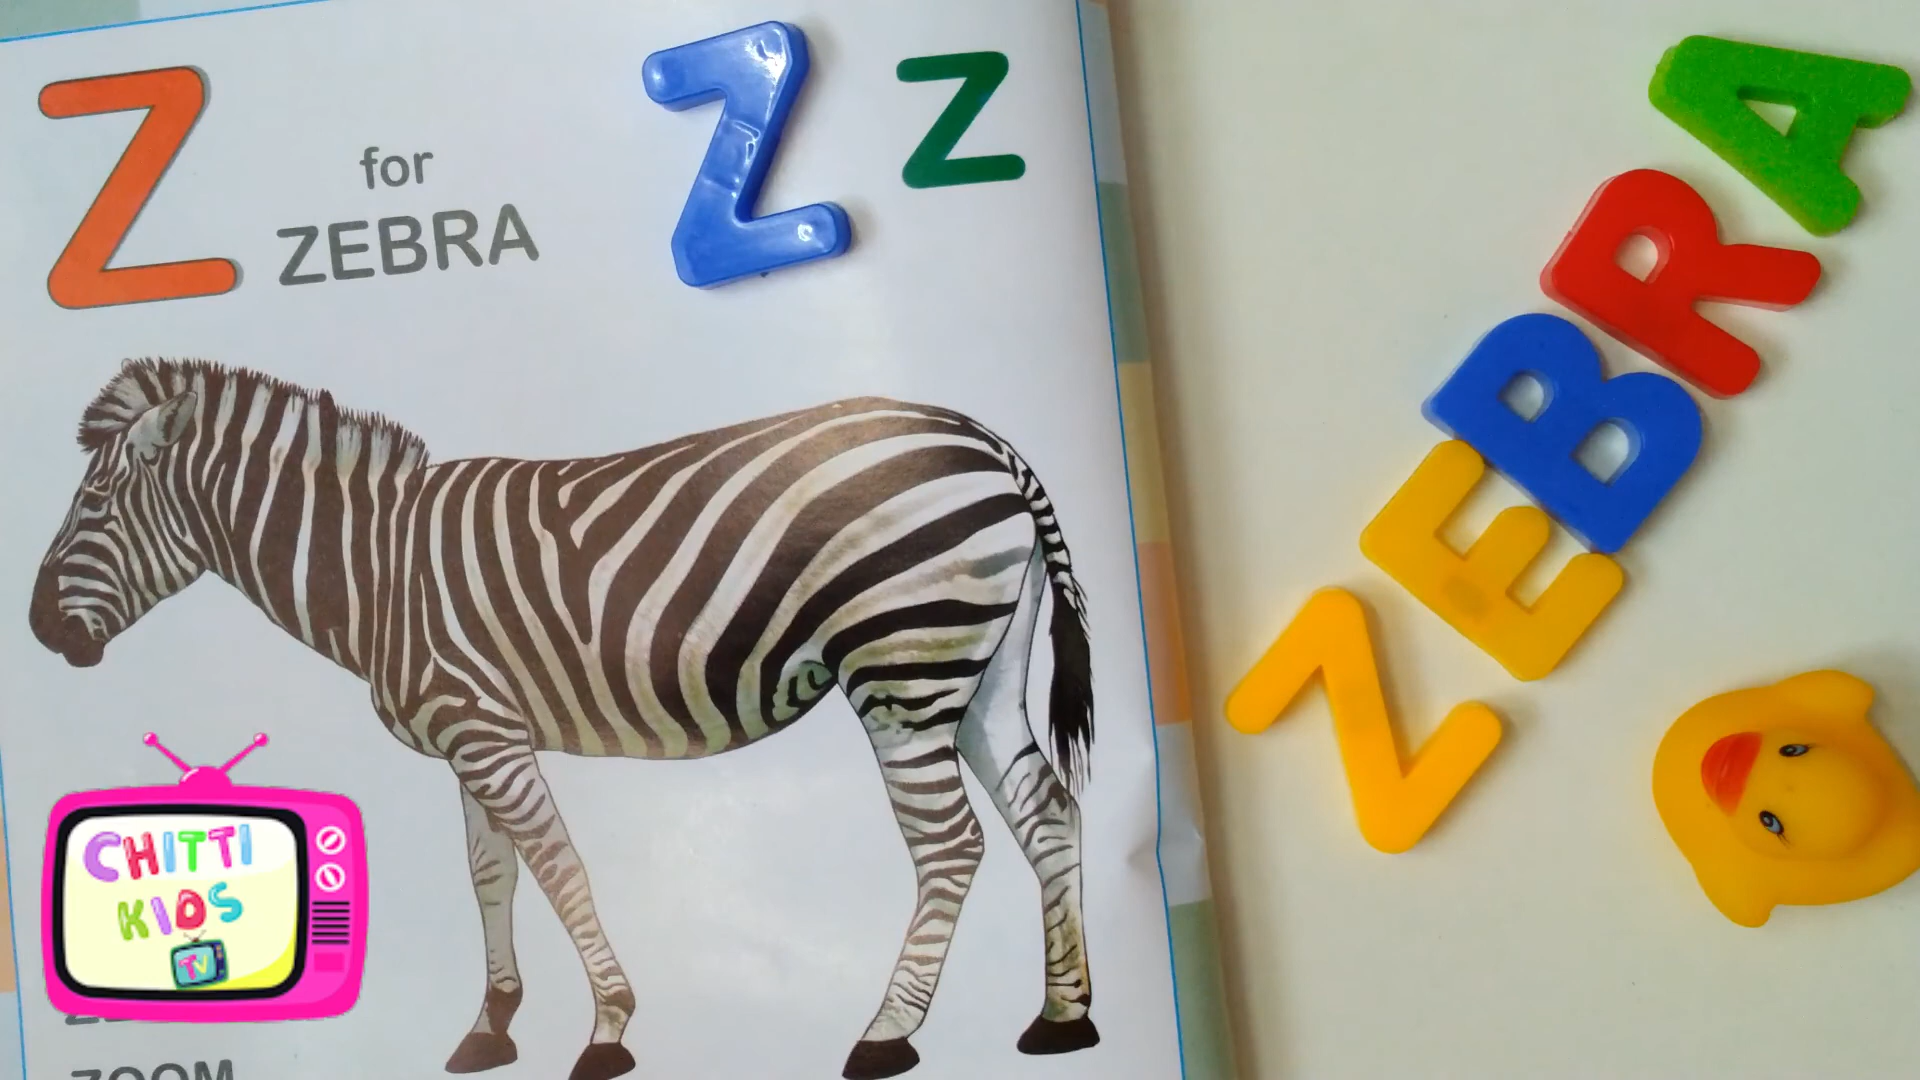 Z
for
ZEBRA
Z
z
ZEBRA
CHITTI
KIDS
TV
ZOOM